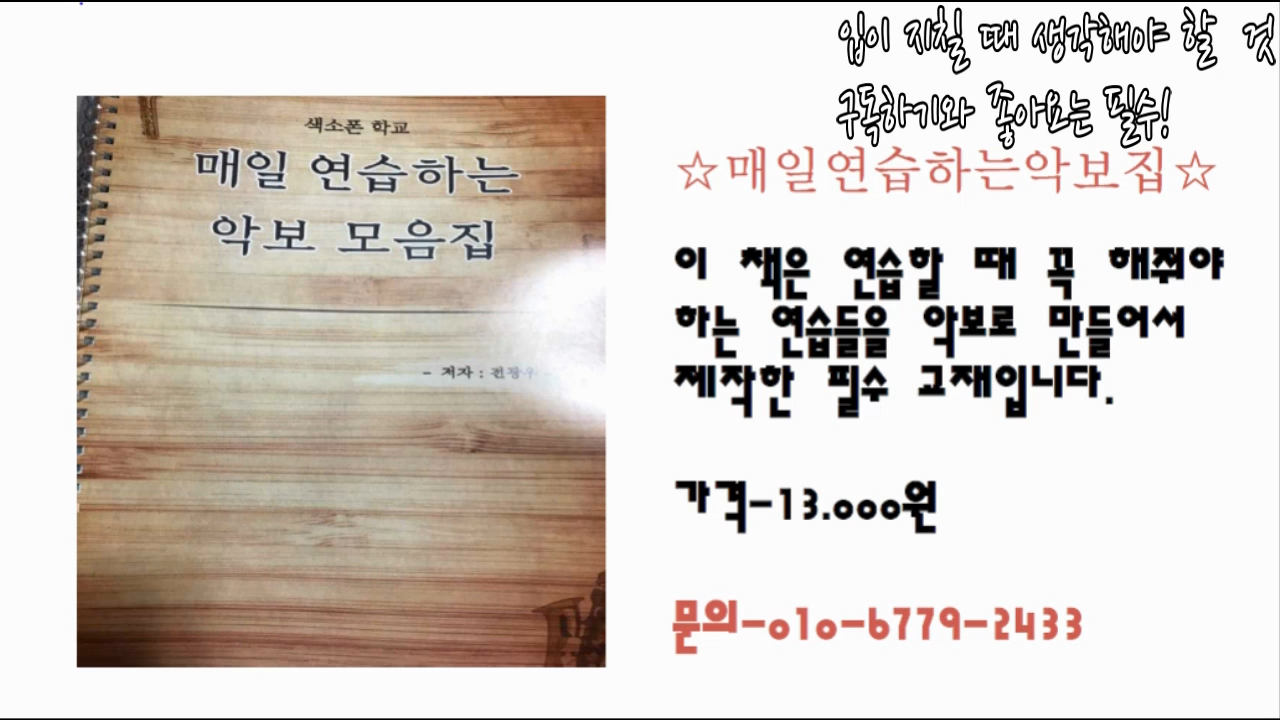 입이 지칠 때 생각해야 할 것
구독하기와 좋아요는 필수!
색소폰 학교
매일 연습하는
악보 모음집
- 저자 :
☆매일연습하는악보집☆
이 책은 연습할 때 꼭 해줘야
하는 연습들을 악보로 만들어서
제작한 필수 교재입니다.
가격-13.000원
문의-010-6779-2433